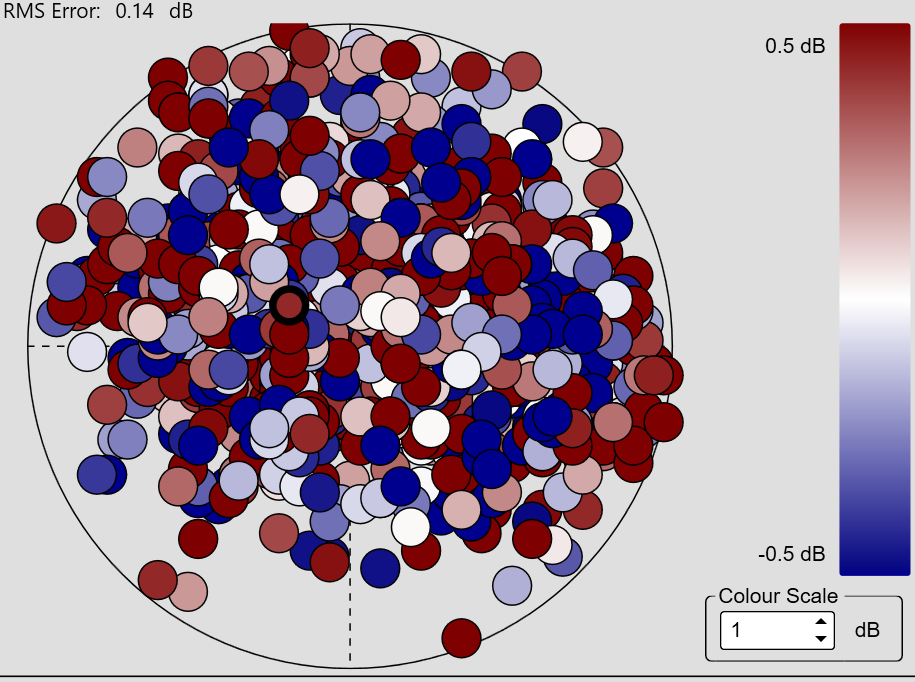 RMS Error: 0.14 dB
0.5 dB
-0.5 dB
Colour Scale
1 dB